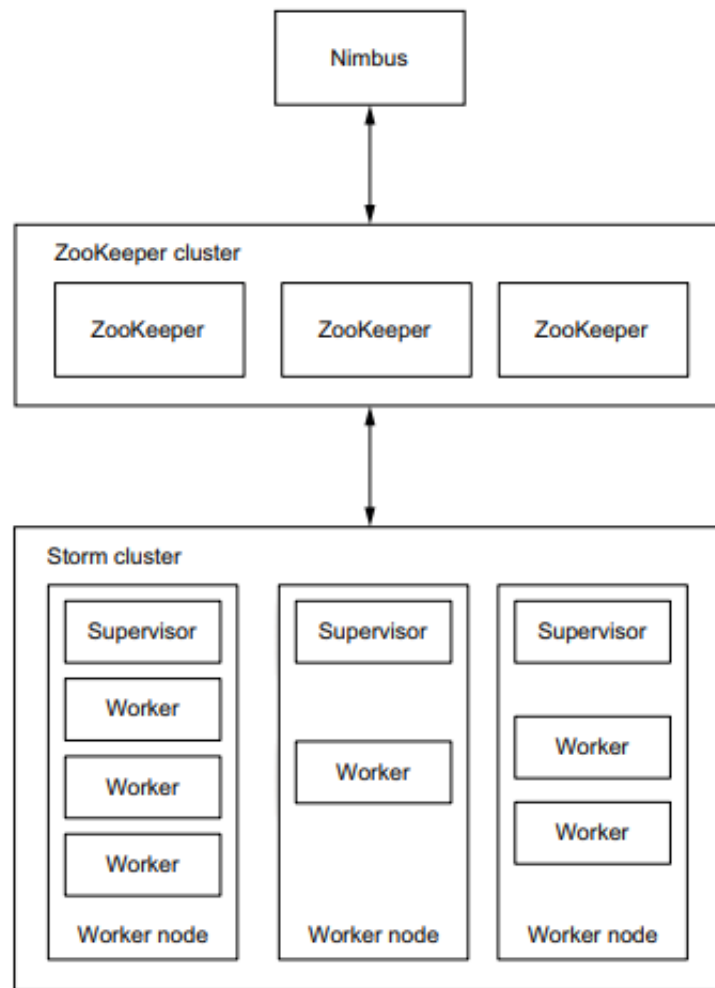 Nimbus
ZooKeeper cluster
ZooKeeper
ZooKeeper
ZooKeeper
Storm cluster
Supervisor
Worker
Worker
Worker
Worker node
Supervisor
Worker
Worker node
Supervisor
Worker
Worker
Worker node